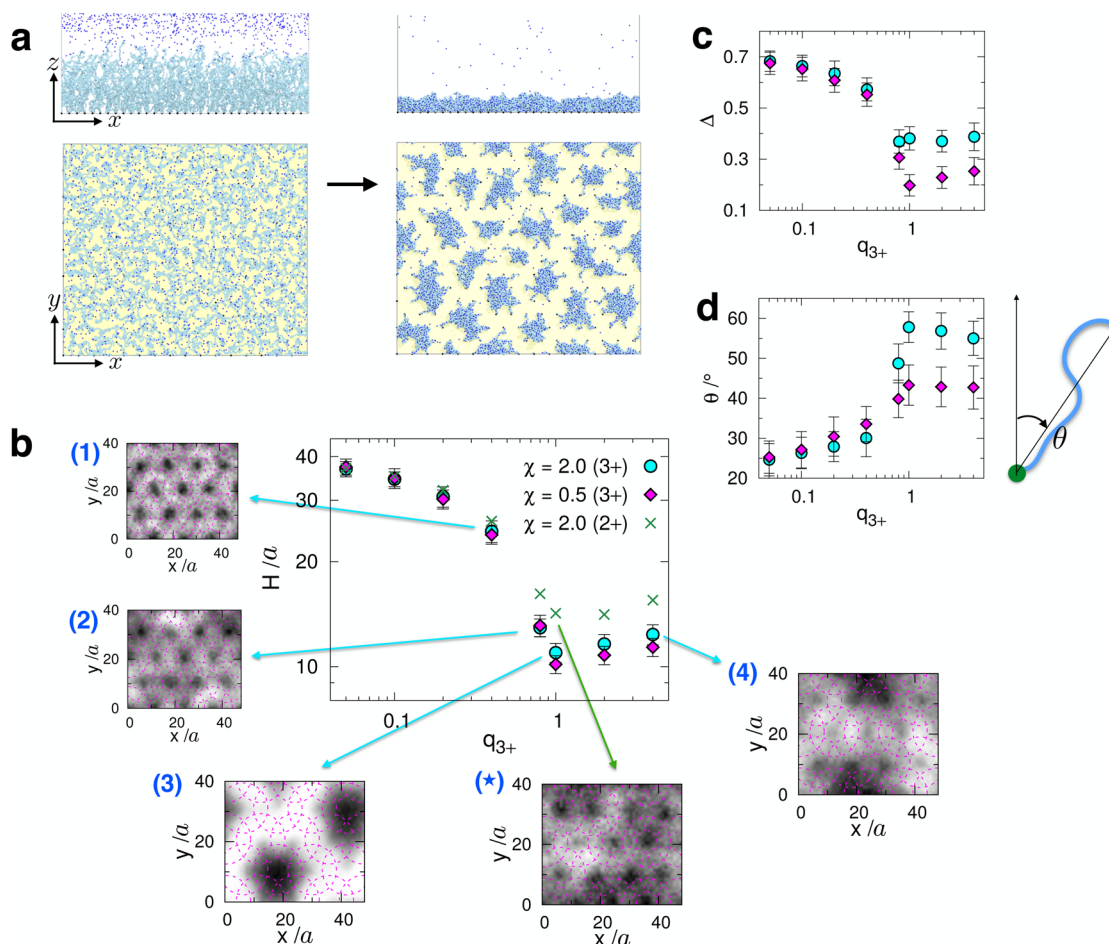 a
z
x
y
x
c
Δ
0.7
0.5
0.3
0.1
0.1
1
q3+
d
θ /°
60
50
40
30
20
0.1
1
q3+
θ
b
(1)
y /a
40
20
0
0
20
40
x /a
(2)
y /a
40
20
0
0
20
40
x /a
H /a
40
30
20
10
0.1
1
q3+
χ = 2.0 (3+)
χ = 0.5 (3+)
χ = 2.0 (2+)
(3)
y /a
40
20
0
0
20
40
x /a
(★)
y /a
40
20
0
0
20
40
x /a
(4)
y /a
40
20
0
0
20
40
x /a